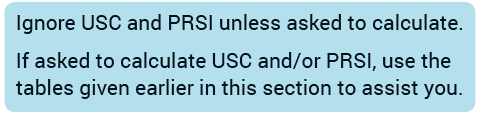 Ignore USC and PRSI unless asked to calculate.
If asked to calculate USC and/or PRSI, use the
tables given earlier in this section to assist you.